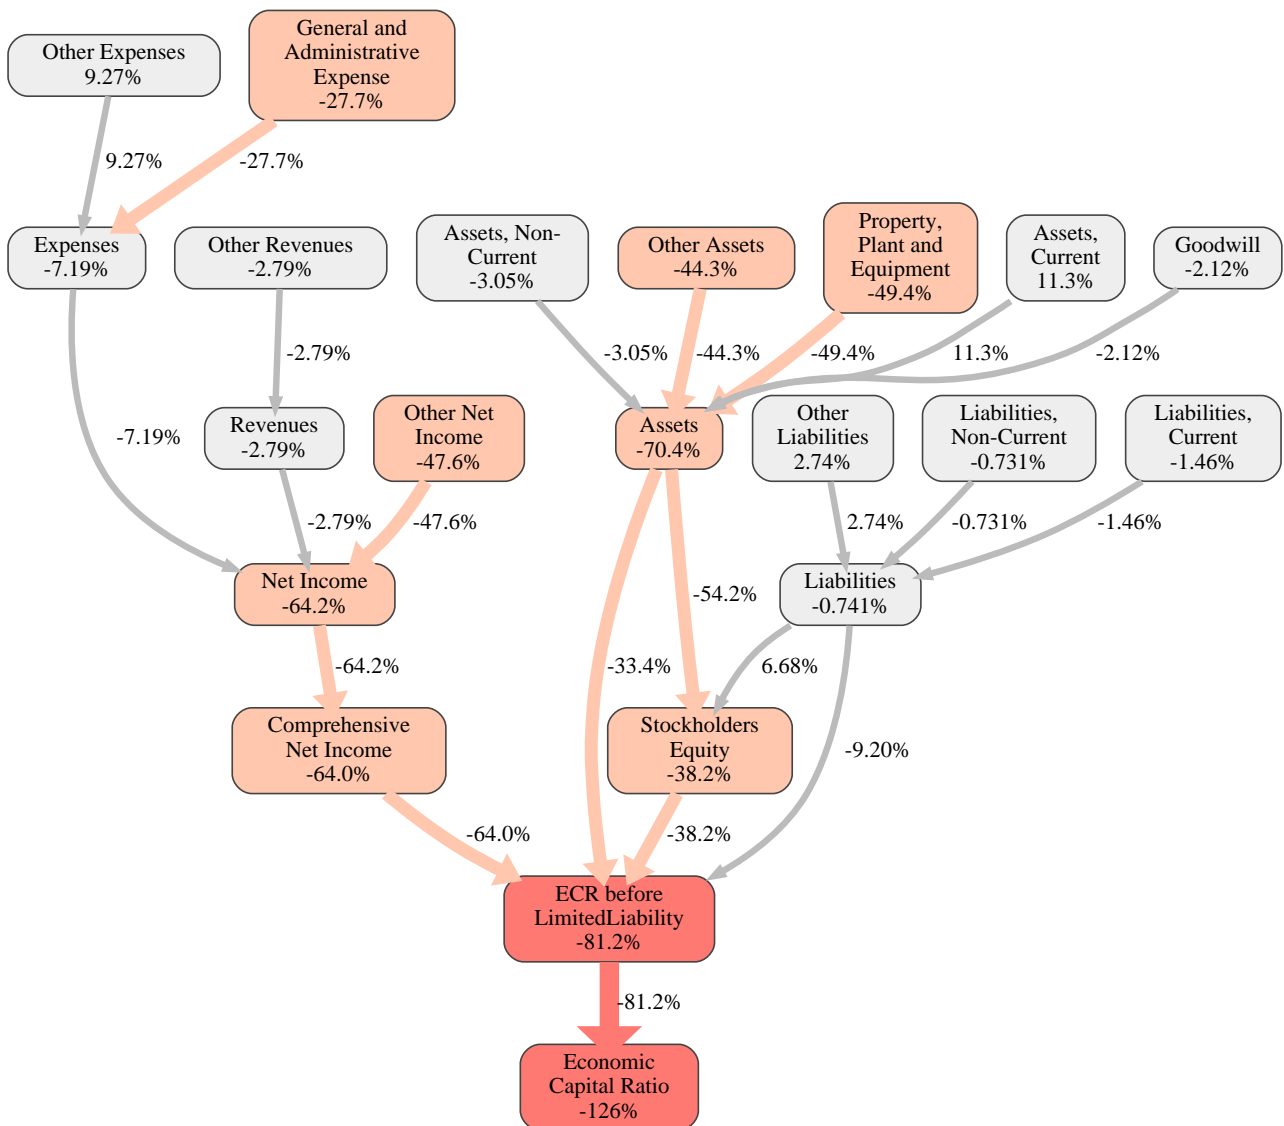 Other Expenses
9.27%
General and
Administrative
Expense
-27.7%
9.27%
-27.7%
Expenses
-7.19%
Other Revenues
-2.79%
Assets, Non-
Current
-3.05%
Other Assets
-44.3%
Property,
Plant and
Equipment
-49.4%
Assets,
Current
11.3%
Goodwill
-2.12%
-2.79%
-3.05%
-44.3%
-49.4%
11.3%
-2.12%
-7.19%
Revenues
-2.79%
Other Net
Income
-47.6%
Assets
-70.4%
Other
Liabilities
2.74%
Liabilities,
Non-Current
-0.731%
Liabilities,
Current
-1.46%
-2.79%
-47.6%
2.74%
-0.731%
-1.46%
Net Income
-64.2%
-54.2%
Liabilities
-0.741%
-64.2%
-33.4%
6.68%
Comprehensive
Net Income
-64.0%
Stockholders
Equity
-38.2%
-9.20%
-64.0%
-38.2%
ECR before
LimitedLiability
-81.2%
-81.2%
Economic
Capital Ratio
-126%